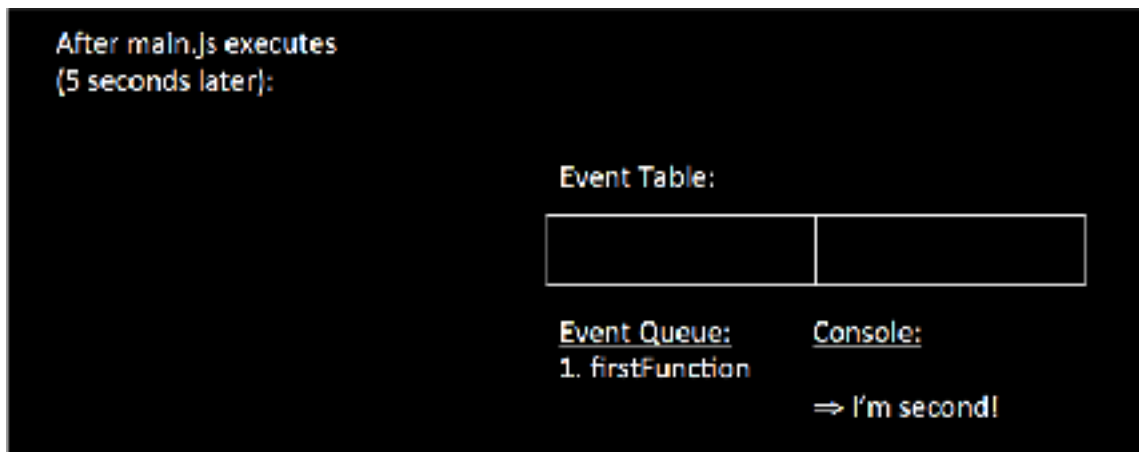 After main.js executes
(5 seconds later):
Event Table:
Event Queue:
1. firstFunction
Console:
⇒ I'm second!